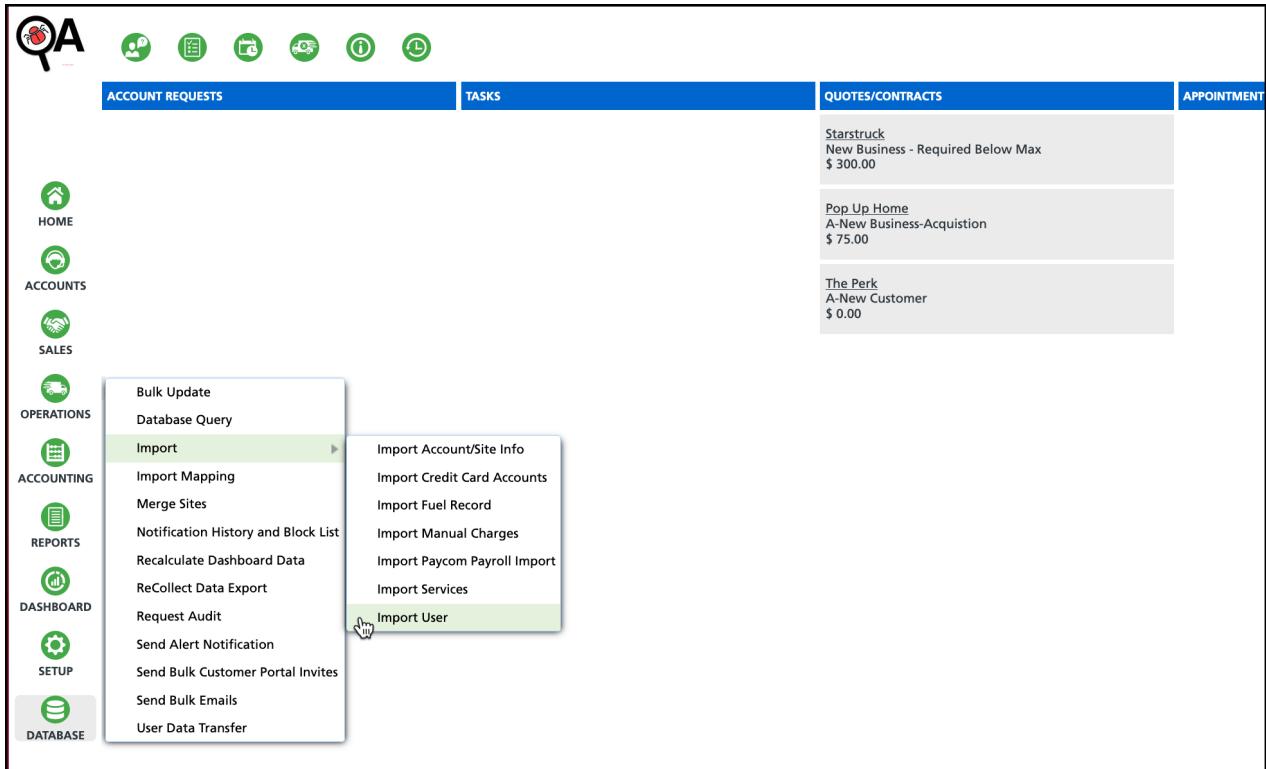 QA
ACCOUNT REQUESTS
TASKS
QUOTES/CONTRACTS
APPOINTMENT
Starstruck
New Business - Required Below Max
$ 300.00
Pop Up Home
A-New Business-Acquistion
$ 75.00
The Perk
A-New Customer
$ 0.00
HOME
ACCOUNTS
SALES
OPERATIONS
ACCOUNTING
REPORTS
DASHBOARD
SETUP
DATABASE
Bulk Update
Database Query
Import
Import Mapping
Merge Sites
Notification History and Block List
Recalculate Dashboard Data
ReCollect Data Export
Request Audit
Send Alert Notification
Send Bulk Customer Portal Invites
Send Bulk Emails
User Data Transfer
Import Account/Site Info
Import Credit Card Accounts
Import Fuel Record
Import Manual Charges
Import Paycom Payroll Import
Import Services
Import User